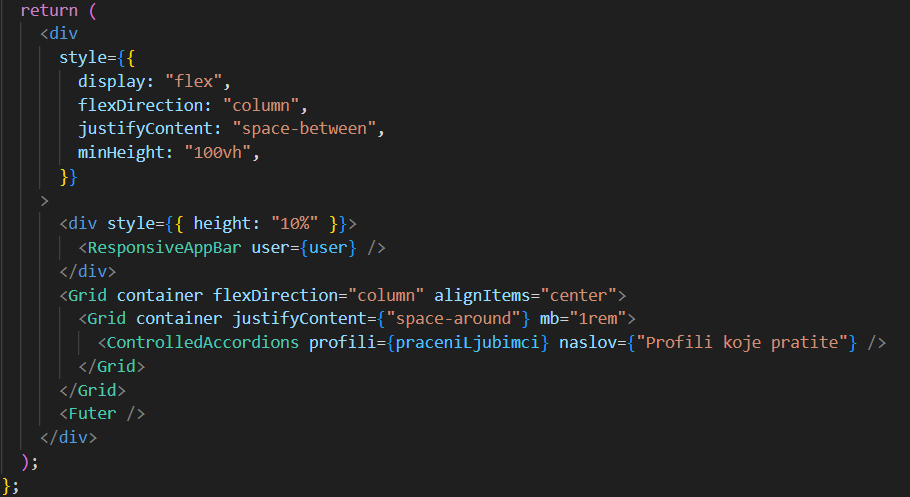 return (
<div
style={{
display: "flex",
flexDirection: "column",
justifyContent: "space-between",
minHeight: "100vh",
}}
>
<div style={{ height: "10%" }}>
<ResponsiveAppBar user={user} />
</div>
<Grid container flexDirection="column" alignItems="center">
<Grid container justifyContent={"space-around"} mb="1rem">
<ControlledAccordions profili={praceniLjubimci} naslov={"Profili koje pratite"} />
</Grid>
</Grid>
<Futer />
</div>
);
};